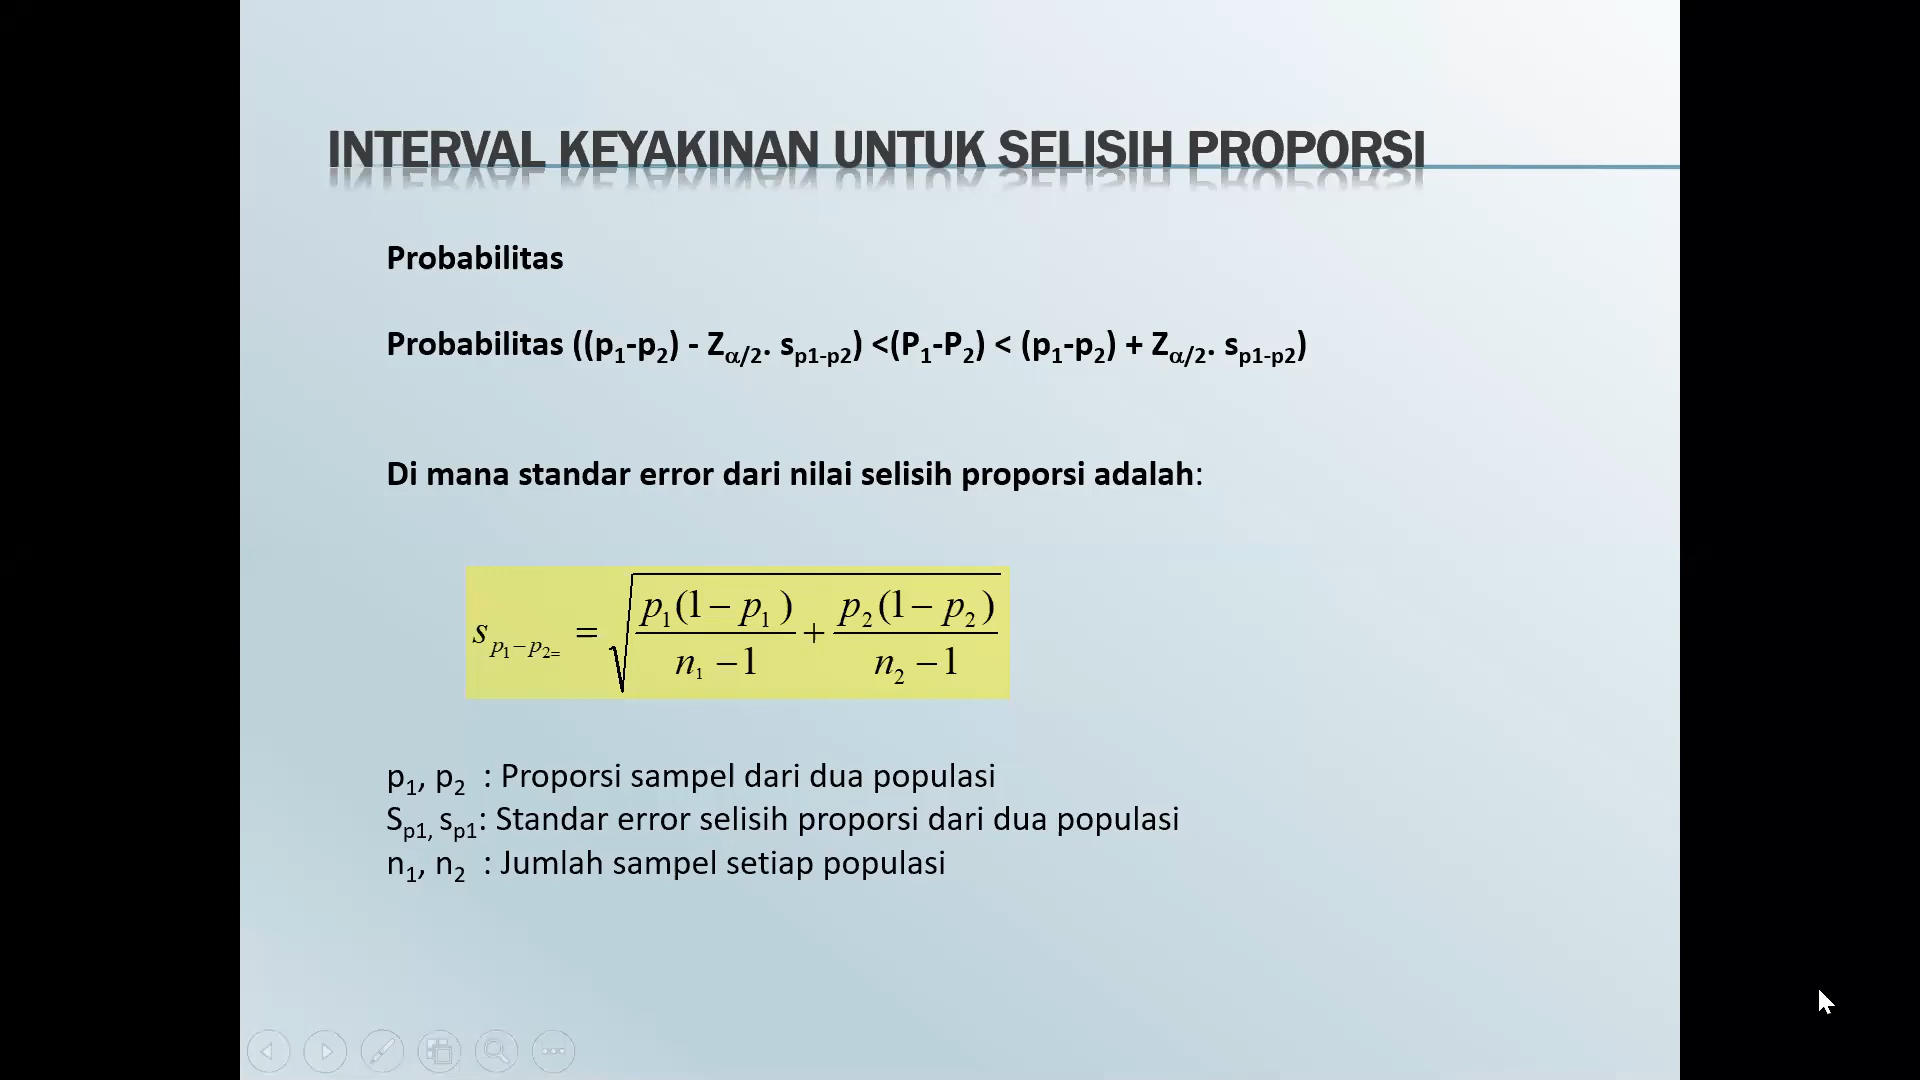 INTERVAL KEYAKINAN UNTUK SELISIH PROPORSI
Probabilitas
Probabilitas ((p₁-p₂) - Zα/2. sp1-p2) <(P₁-P₂) < (p₁-p₂) + Zα/2. sp1-p2)
Di mana standar error dari nilai selisih proporsi adalah:
s p₁−p₂₌ = √ p₁(1−p₁)/n₁−1 + p₂(1−p₂)/n₂−1
p₁, p₂ : Proporsi sampel dari dua populasi
Sp1, sp1: Standar error selisih proporsi dari dua populasi
n₁, n₂ : Jumlah sampel setiap populasi